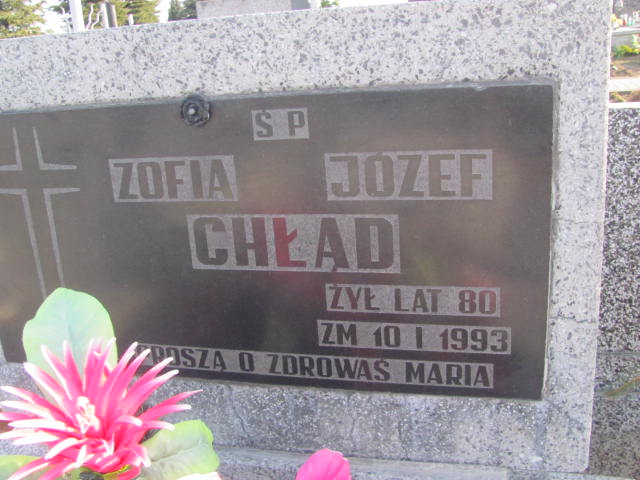 Ś P
ZOFIA JÓZEF
CHŁĄD
ŻYŁ LAT 80
ZM 10 I 1993
PROSZĄ O ZDROWAŚ MARIA